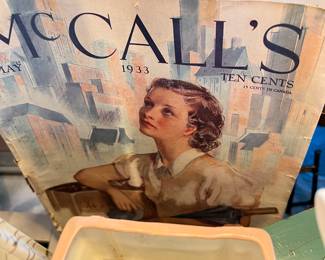 McCALL'S
MAY 1933 TEN CENTS
15 CENTS IN CANADA